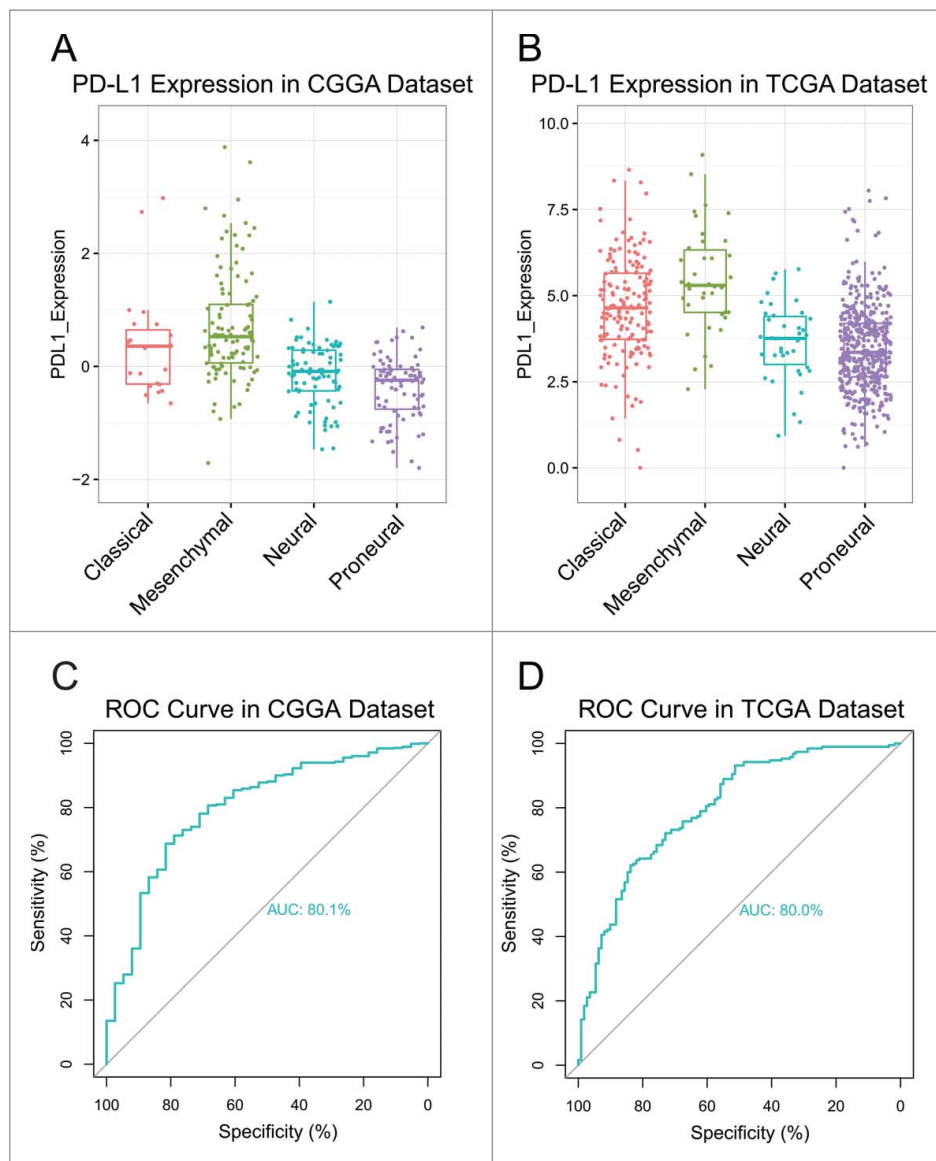 A
PD-L1 Expression in CGGA Dataset
PDL1_Expression
4
2
0
−2
Classical
Mesenchymal
Neural
Proneural
B
PD-L1 Expression in TCGA Dataset
PDL1_Expression
10.0
7.5
5.0
2.5
0.0
Classical
Mesenchymal
Neural
Proneural
C
ROC Curve in CGGA Dataset
Sensitivity (%)
100
80
60
40
20
0
AUC: 80.1%
100 80 60 40 20 0
Specificity (%)
D
ROC Curve in TCGA Dataset
Sensitivity (%)
100
80
60
40
20
0
AUC: 80.0%
100 80 60 40 20 0
Specificity (%)